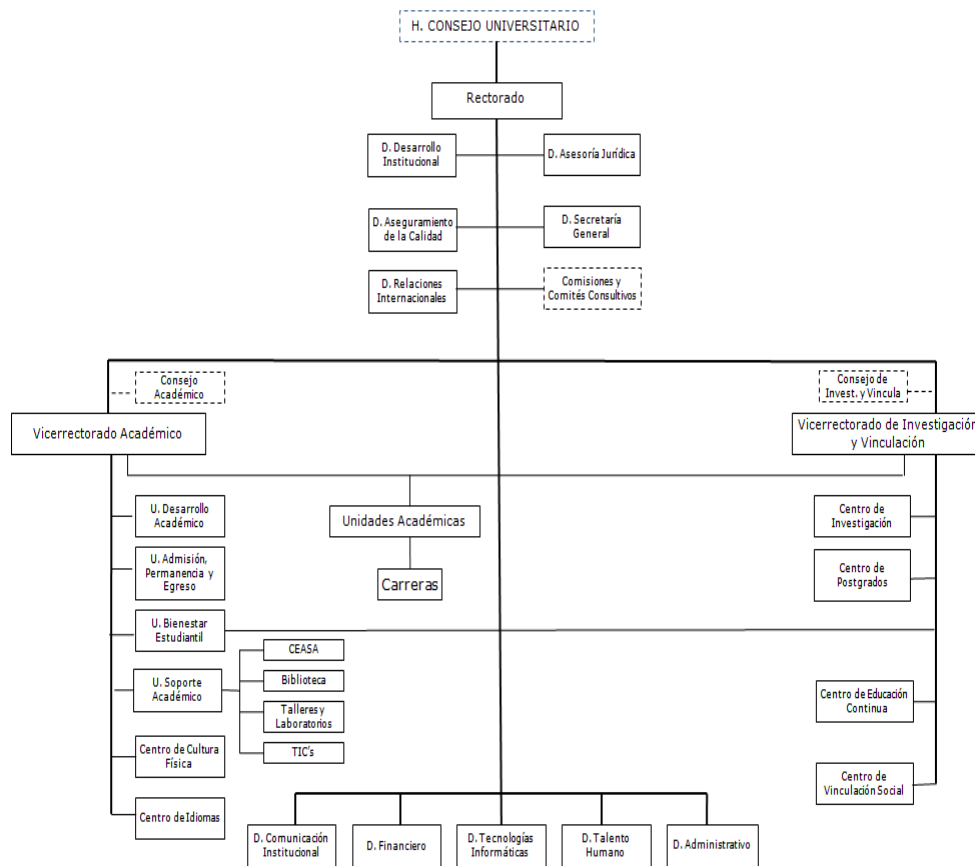 H. CONSEJO UNIVERSITARIO
Rectorado
D. Desarrollo
Institucional
D. Asesoría Jurídica
D. Aseguramiento
de la Calidad
D. Secretaría
General
D. Relaciones
Internacionales
Comisiones y
Comités Consultivos
Consejo
Académico
Consejo de
Invest. y Vincula
Vicerrectorado Académico
Vicerrectorado de Investigación
y Vinculación
U. Desarrollo
Académico
Unidades Académicas
Centro de
Investigación
U. Admisión,
Permanencia y
Egreso
Carreras
Centro de
Postgrados
U. Bienestar
Estudiantil
CEASA
U. Soporte
Académico
Biblioteca
Talleres y
Laboratorios
TIC's
Centro de Educación
Continua
Centro de Cultura
Física
Centro de
Vinculación Social
Centro de Idiomas
D. Comunicación
Institucional
D. Financiero
D. Tecnologías
Informáticas
D. Talento
Humano
D. Administrativo